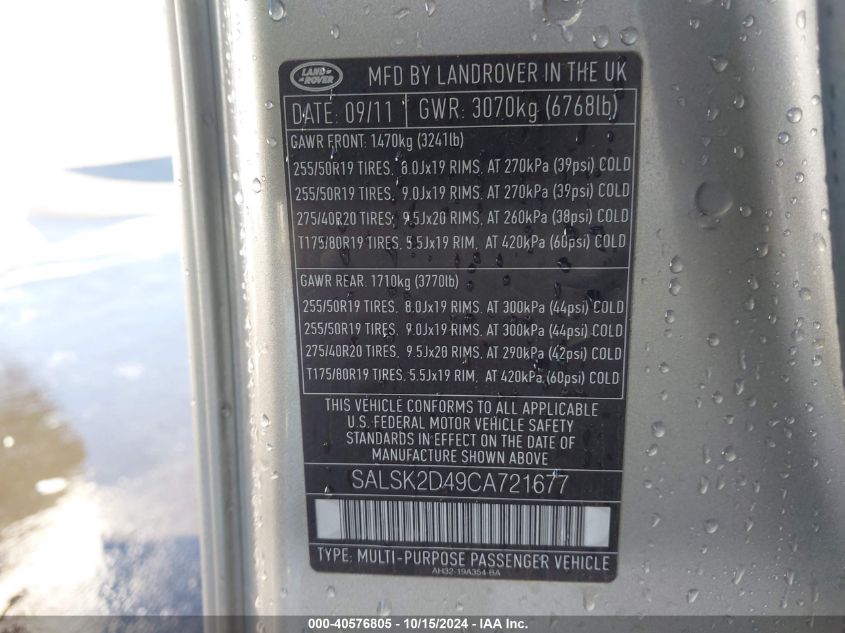 LAND ROVER
MFD BY LANDROVER IN THE UK
DATE: 09/11 GWR: 3070kg (6768lb)
GAWR FRONT: 1470kg (3241lb)
255/50R19 TIRES, 8.0Jx19 RIMS, AT 270kPa (39psi) COLD
255/50R19 TIRES, 9.0Jx19 RIMS, AT 270kPa (39psi) COLD
275/40R20 TIRES, 9.5Jx20 RIMS, AT 260kPa (38psi) COLD
T175/80R19 TIRES, 5.5Jx19 RIM, AT 420kPa (60psi) COLD
GAWR REAR: 1710kg (3770lb)
255/50R19 TIRES, 8.0Jx19 RIMS, AT 300kPa (44psi) COLD
255/50R19 TIRES, 9.0Jx19 RIMS, AT 300kPa (44psi) COLD
275/40R20 TIRES, 9.5Jx20 RIMS, AT 290kPa (42psi) COLD
T175/80R19 TIRES, 5.5Jx19 RIM, AT 420kPa (60psi) COLD
THIS VEHICLE CONFORMS TO ALL APPLICABLE
U.S. FEDERAL MOTOR VEHICLE SAFETY
STANDARDS IN EFFECT ON THE DATE OF
MANUFACTURE SHOWN ABOVE
SALSK2D49CA721677
TYPE: MULTI-PURPOSE PASSENGER VEHICLE
AH32-19A354-BA
000-40576805 - 10/15/2024 - IAA Inc.